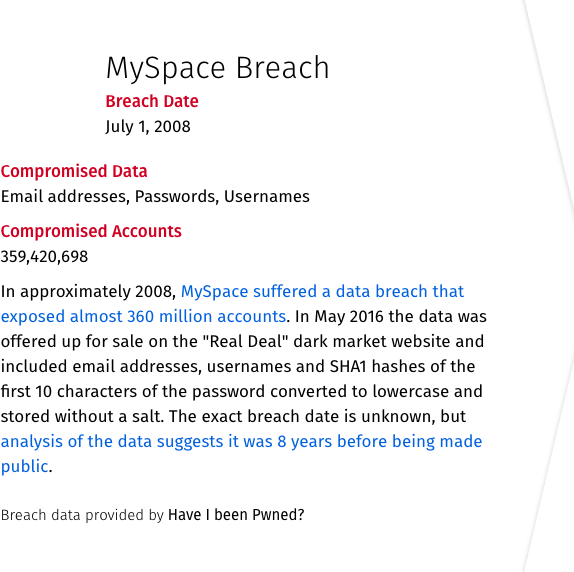 MySpace Breach
Breach Date
July 1, 2008
Compromised Data
Email addresses, Passwords, Usernames
Compromised Accounts
359,420,698
In approximately 2008, MySpace suffered a data breach that
exposed almost 360 million accounts. In May 2016 the data was
offered up for sale on the "Real Deal" dark market website and
included email addresses, usernames and SHA1 hashes of the
first 10 characters of the password converted to lowercase and
stored without a salt. The exact breach date is unknown, but
analysis of the data suggests it was 8 years before being made
public.
Breach data provided by Have I been Pwned?